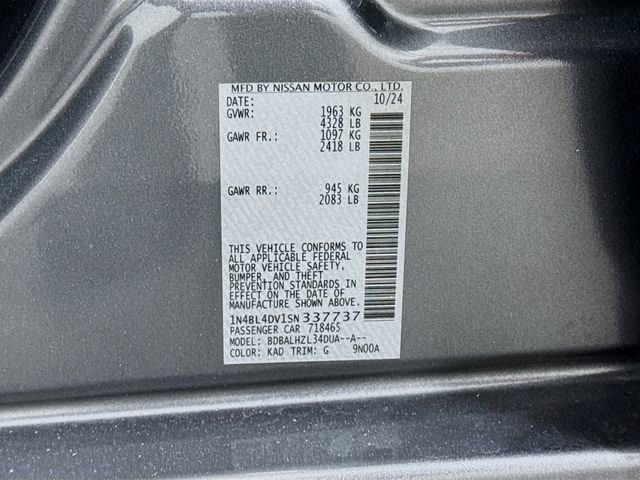 MFD BY NISSAN MOTOR CO., LTD.
DATE: 10/24
GVWR: 1963 KG
4328 LB
GAWR FR.: 1097 KG
2418 LB
GAWR RR.: 945 KG
2083 LB
THIS VEHICLE CONFORMS TO
ALL APPLICABLE FEDERAL
MOTOR VEHICLE SAFETY,
BUMPER, AND THEFT
PREVENTION STANDARDS IN
EFFECT ON THE DATE OF
MANUFACTURE SHOWN ABOVE.
1N4BL4DV1SN337737
PASSENGER CAR 718465
MODEL: BDBALHZL34DUA--A--
COLOR: KAD TRIM: G 9N00A